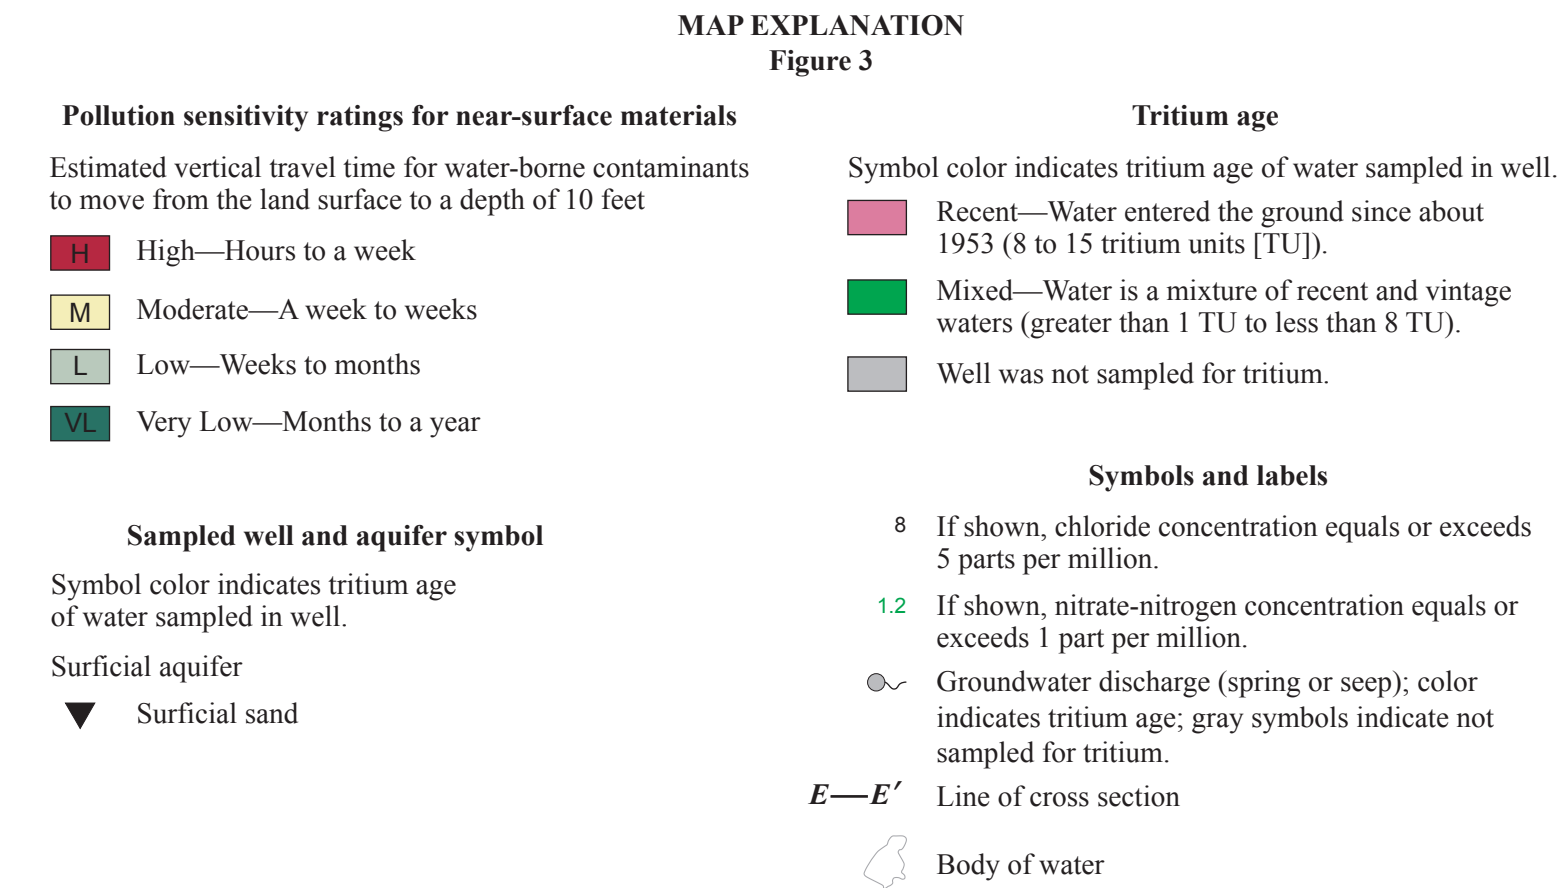 MAP EXPLANATION
Figure 3
Pollution sensitivity ratings for near-surface materials
Estimated vertical travel time for water-borne contaminants
to move from the land surface to a depth of 10 feet
H High—Hours to a week
M Moderate—A week to weeks
L Low—Weeks to months
VL Very Low—Months to a year
Sampled well and aquifer symbol
Symbol color indicates tritium age
of water sampled in well.
Surficial aquifer
Surficial sand
Tritium age
Symbol color indicates tritium age of water sampled in well.
Recent—Water entered the ground since about
1953 (8 to 15 tritium units [TU]).
Mixed—Water is a mixture of recent and vintage
waters (greater than 1 TU to less than 8 TU).
Well was not sampled for tritium.
Symbols and labels
8 If shown, chloride concentration equals or exceeds
5 parts per million.
1.2 If shown, nitrate-nitrogen concentration equals or
exceeds 1 part per million.
Groundwater discharge (spring or seep); color
indicates tritium age; gray symbols indicate not
sampled for tritium.
E—E′ Line of cross section
Body of water